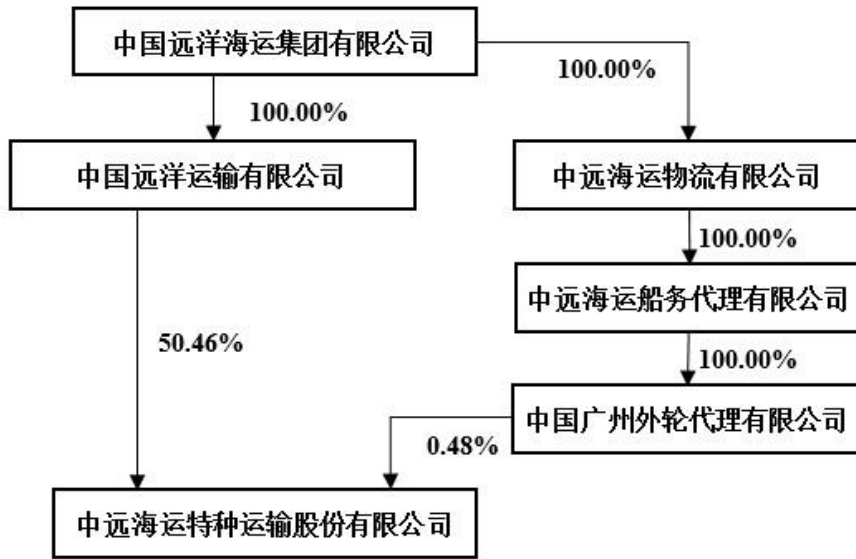 中国远洋海运集团有限公司
100.00%
100.00%
中国远洋运输有限公司
中远海运物流有限公司
100.00%
中远海运船务代理有限公司
50.46%
100.00%
中国广州外轮代理有限公司
0.48%
中远海运特种运输股份有限公司